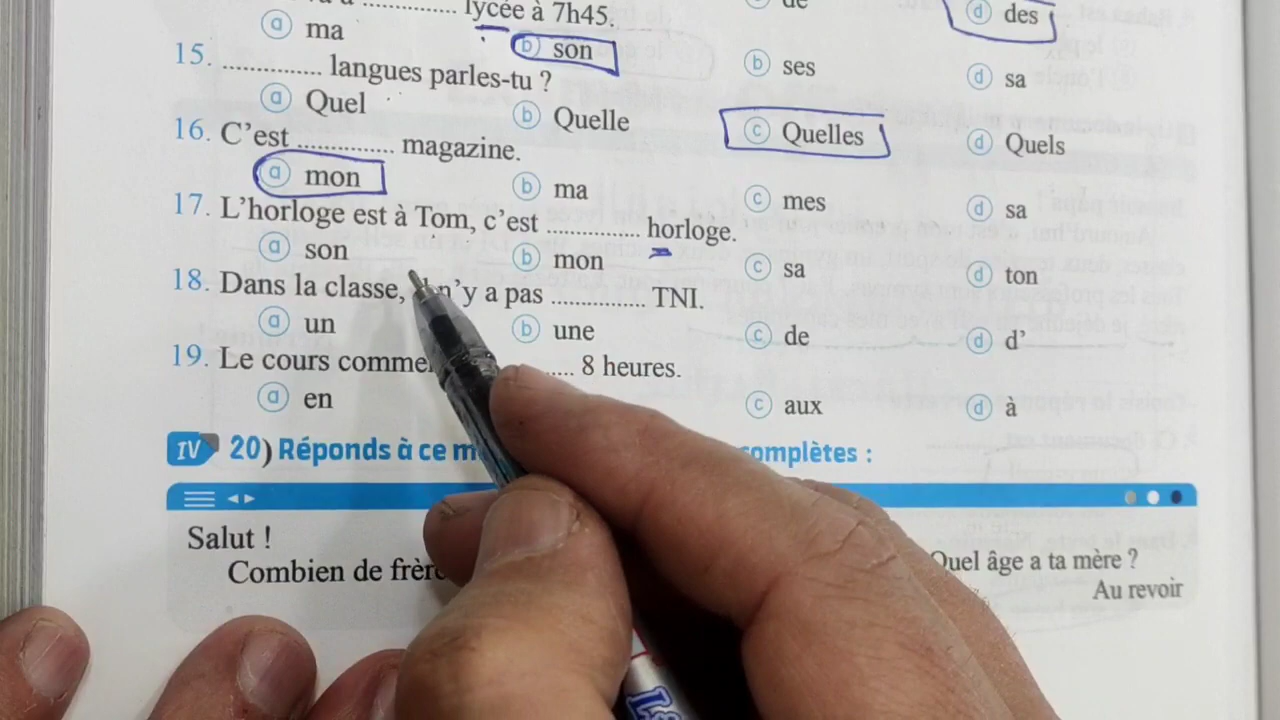 lycée à 7h45.
de
ⓓ des
ⓐ ma
ⓑ son
15. .............. langues parles-tu ?
ⓑ ses
ⓓ sa
ⓐ Quel
ⓑ Quelle
ⓒ Quelles
ⓓ Quels
16. C’est .............. magazine.
ⓐ mon
ⓑ ma
ⓒ mes
ⓓ sa
17. L’horloge est à Tom, c’est .............. horloge.
ⓐ son
ⓑ mon
ⓒ sa
ⓓ ton
18. Dans la classe, n’y a pas .............. TNI.
ⓐ un
ⓑ une
ⓒ de
ⓓ d’
19. Le cours 8 heures.
ⓐ en
ⓒ aux
ⓓ à
IV 20) Réponds à ce complètes :
Salut !
Combien de Quel âge a ta mère ?
Au revoir